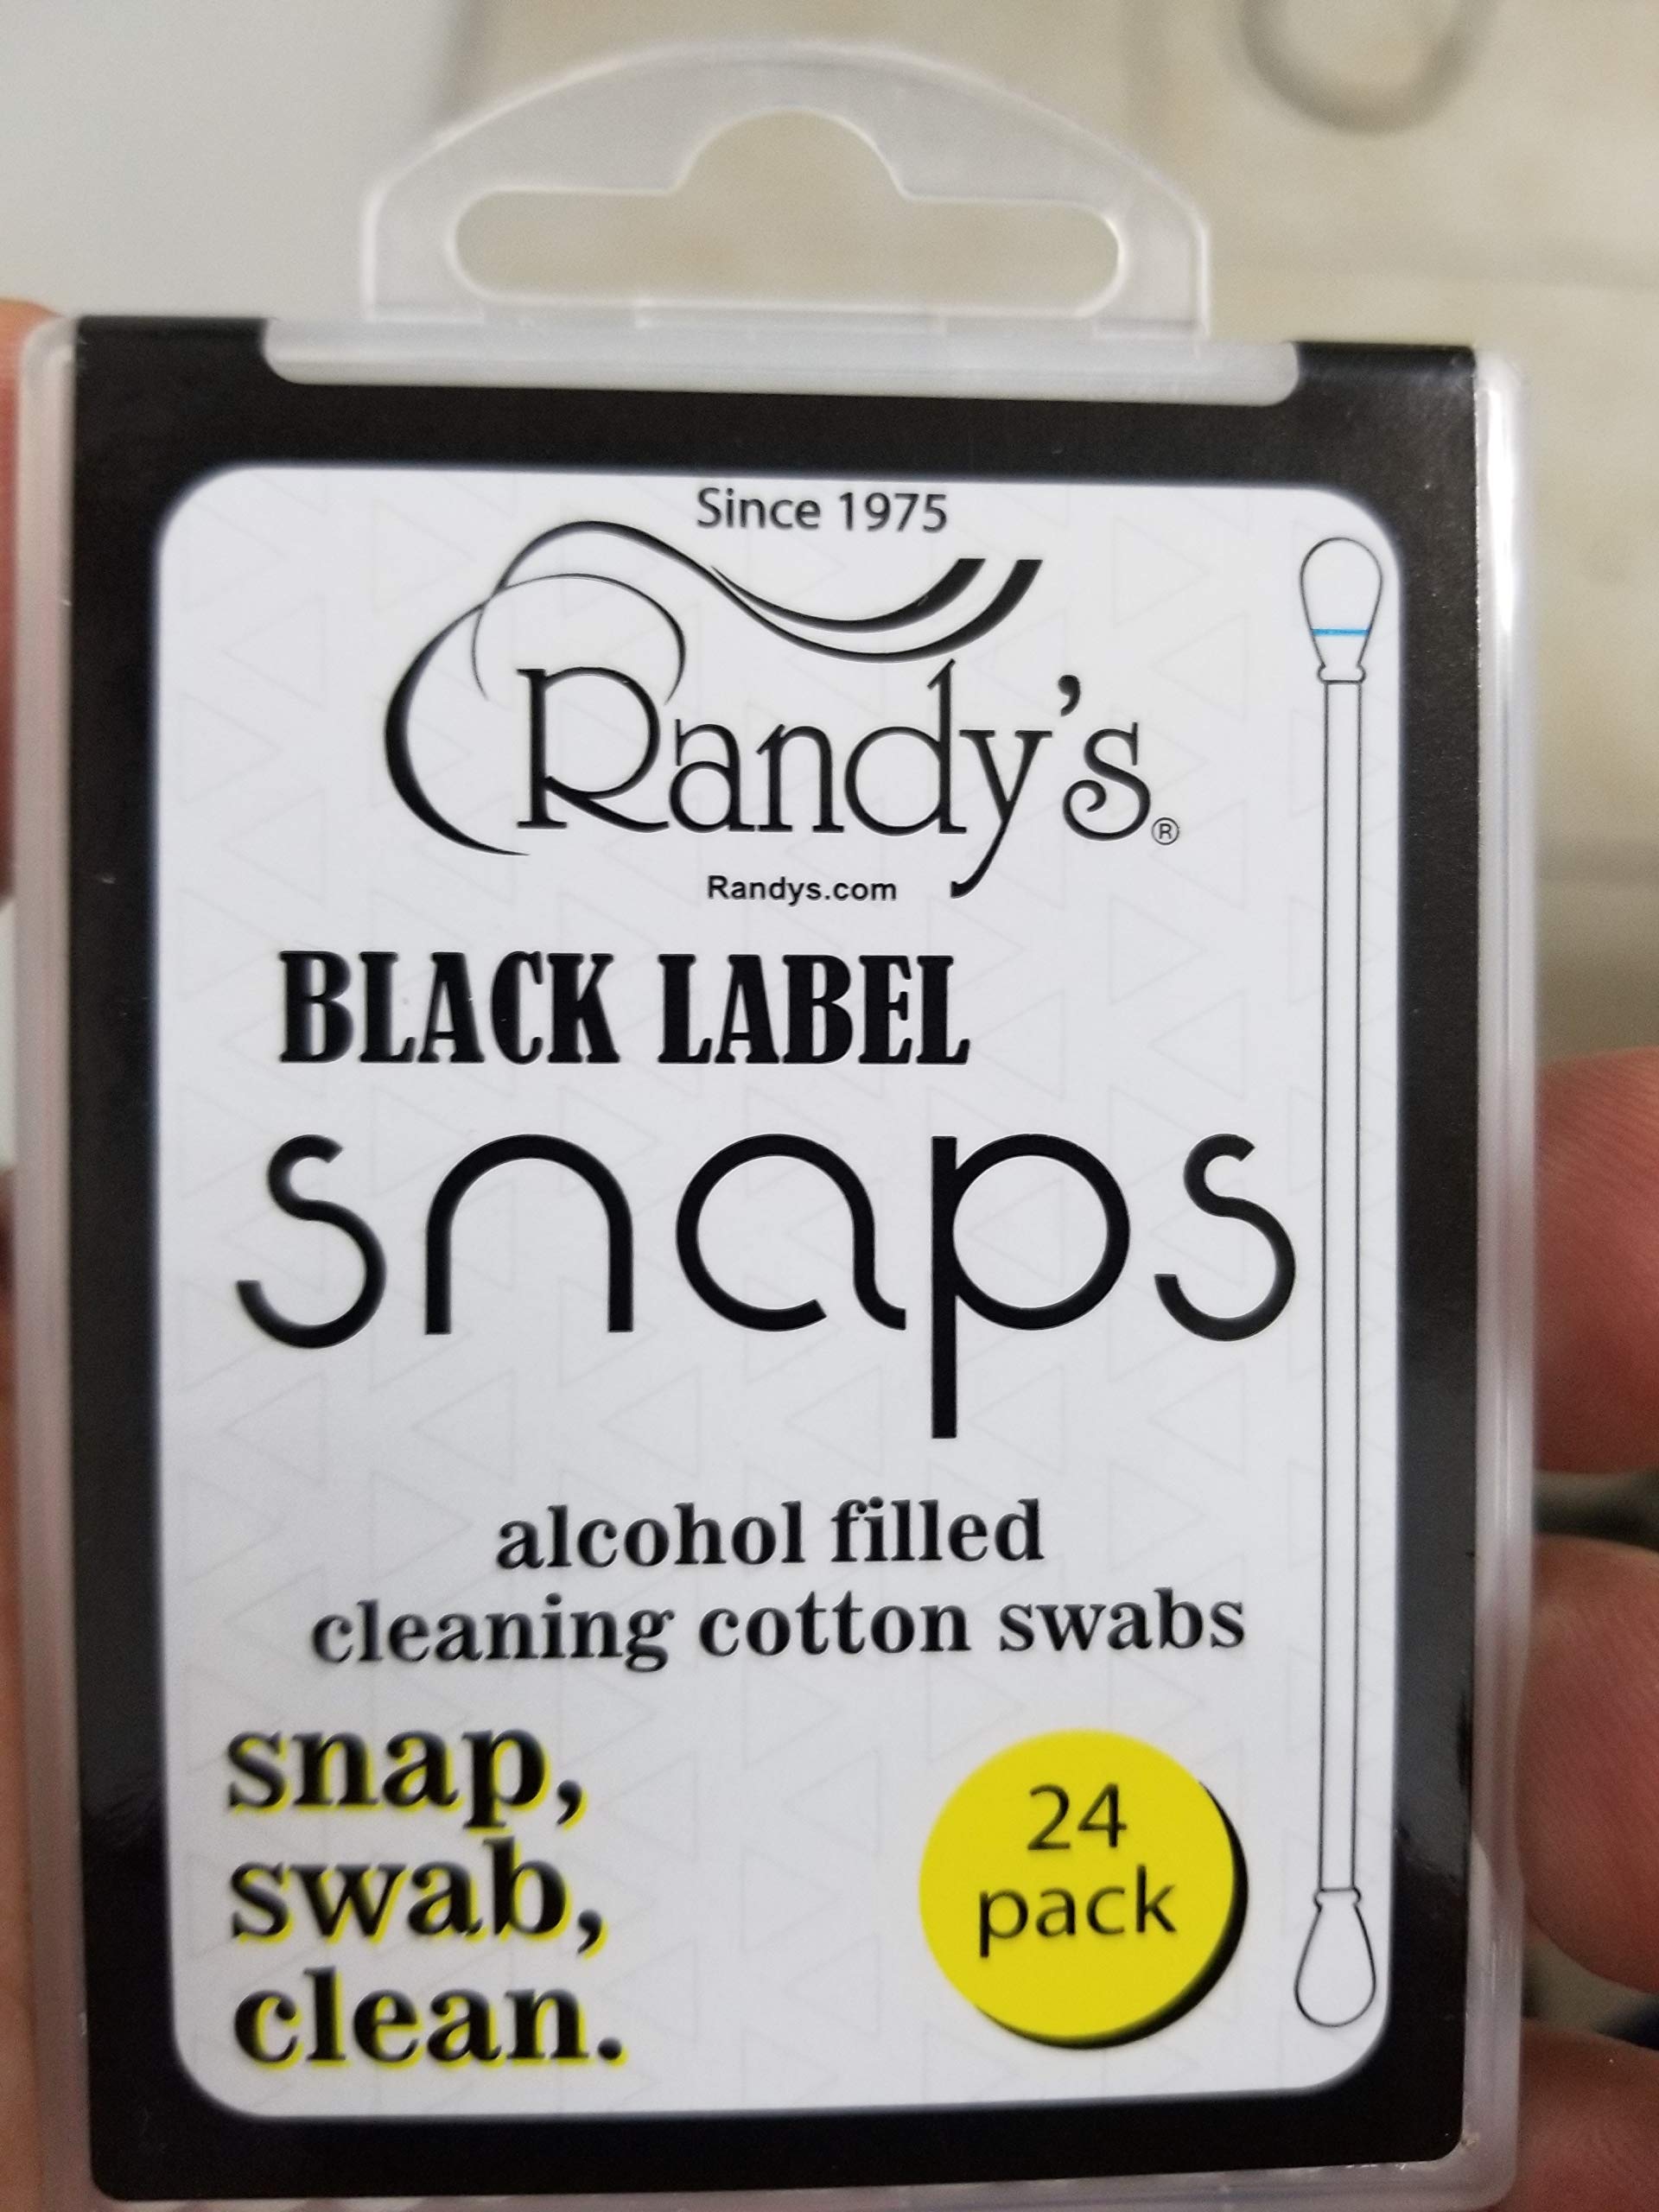 Since 1975
Randy's®
Randys.com
BLACK LABEL
snaps
alcohol filled
cleaning cotton swabs
snap,
swab,
clean.
24
pack